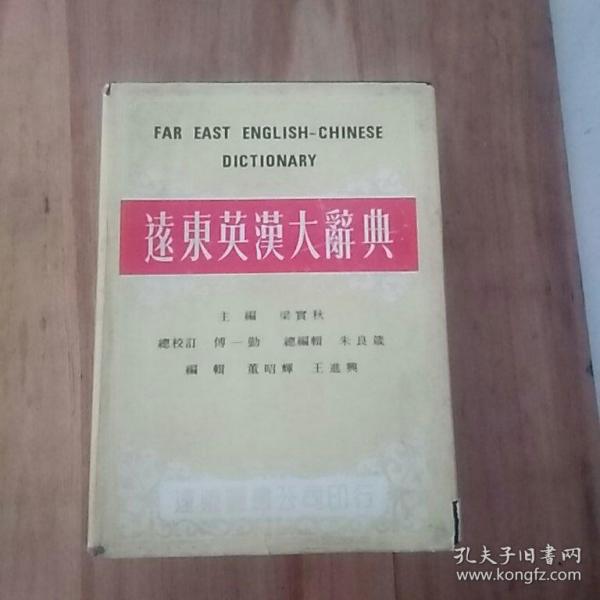 FAR EAST ENGLISH-CHINESE
DICTIONARY
遠東英漢大辭典
主編 梁實秋
總校訂 傅一勤 總編輯 朱良箴
編輯 董昭輝 王進興
遠東圖書公司印行
孔夫子旧书网
www.kongfz.com